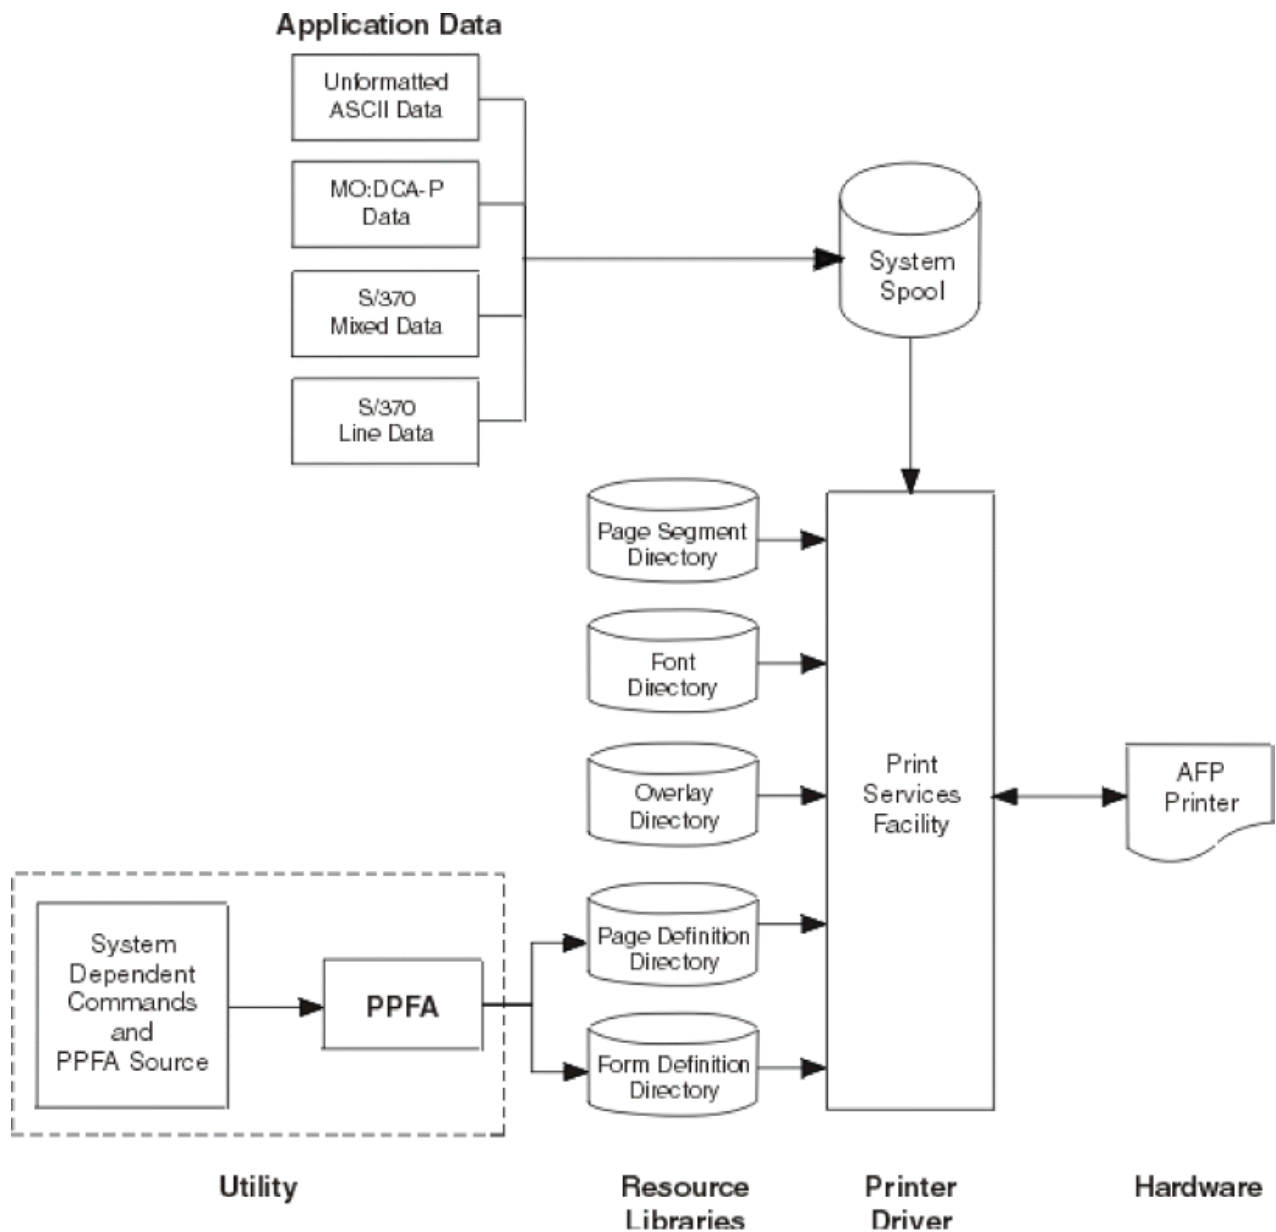 Application Data
Unformatted
ASCII Data
MO:DCA-P
Data
S/370
Mixed Data
S/370
Line Data
System
Spool
Page Segment
Directory
Font
Directory
Overlay
Directory
Page Definition
Directory
Form Definition
Directory
Print
Services
Facility
AFP
Printer
System
Dependent
Commands
and
PPFA Source
PPFA
Utility
Resource
Libraries
Printer
Driver
Hardware